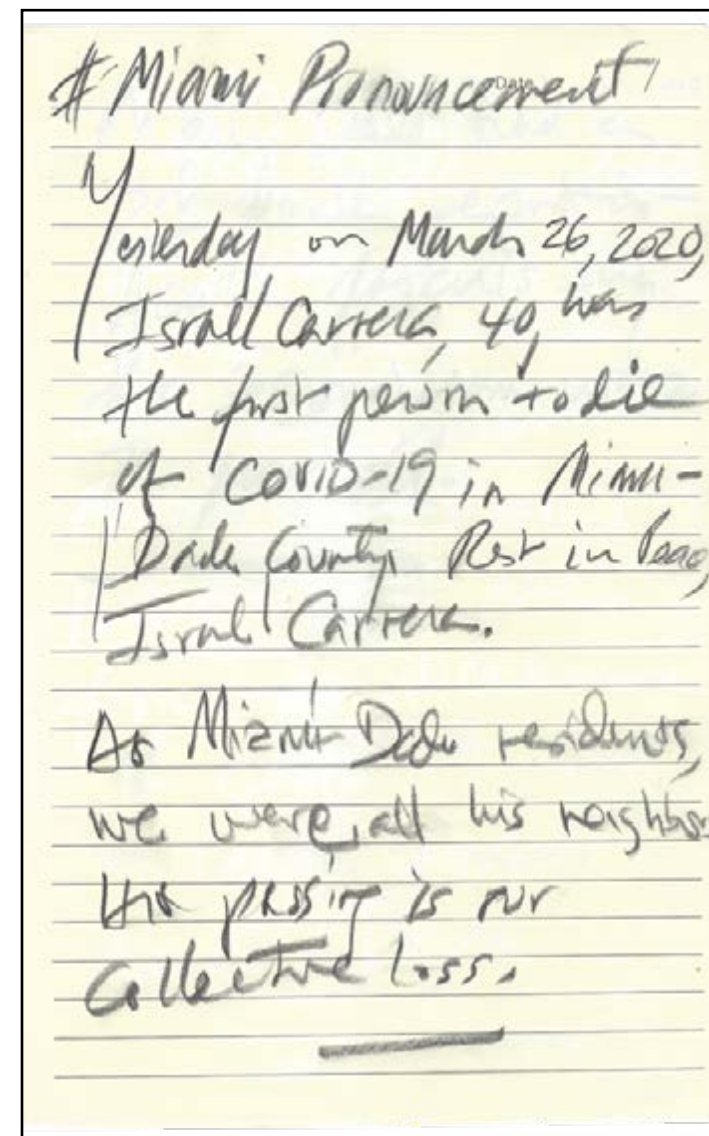 # Miami Pronouncement
Date
Yesterday on March 26, 2020,
Israel Carrera, 40, was
the first person to die
of COVID-19 in Miami-
Dade County. Rest in Peace,
Israel Carrera.
As Miami-Dade residents,
we were all his neighbors
His passing is our
Collective loss.